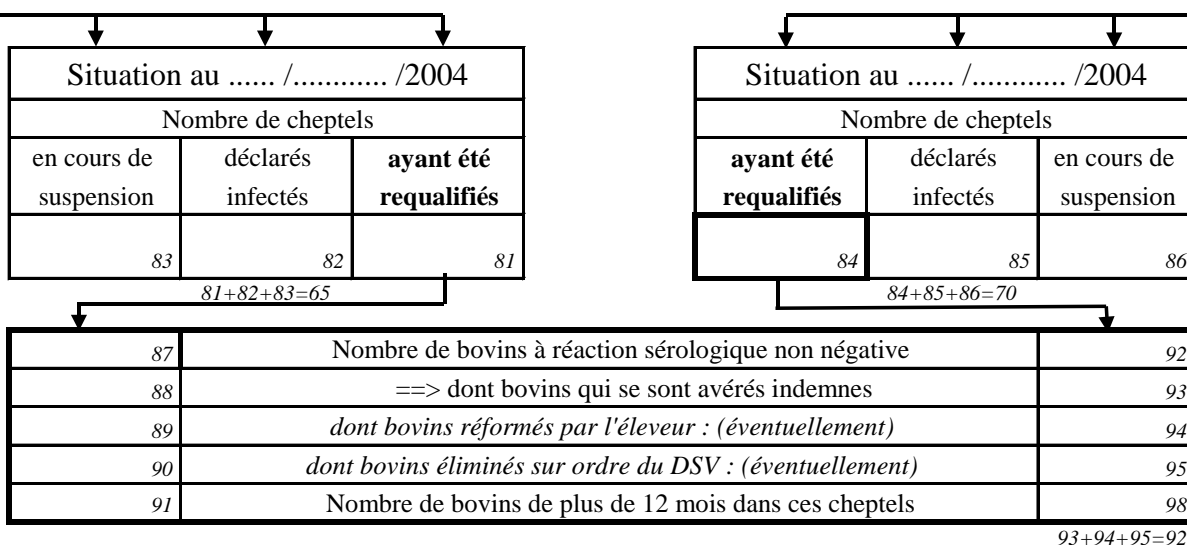 Situation au ...... /............ /2004
Situation au ...... /............ /2004
Nombre de cheptels
Nombre de cheptels
en cours de suspension
déclarés infectés
ayant été requalifiés
ayant été requalifiés
déclarés infectés
en cours de suspension
83 82 81
84 85 86
81+82+83=65
84+85+86=70
87 Nombre de bovins à réaction sérologique non négative 92
88 ==> dont bovins qui se sont avérés indemnes 93
89 dont bovins réformés par l'éleveur : (éventuellement) 94
90 dont bovins éliminés sur ordre du DSV : (éventuellement) 95
91 Nombre de bovins de plus de 12 mois dans ces cheptels 98
93+94+95=92